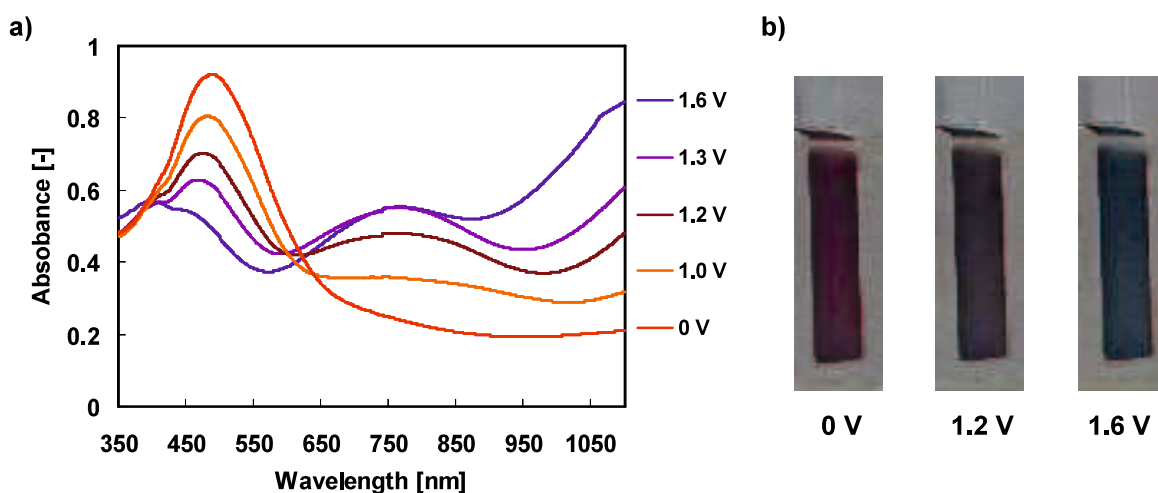 a)
b)
1
0.8
0.6
0.4
0.2
0
Absobance [-]
350 450 550 650 750 850 950 1050
Wavelength [nm]
1.6 V
1.3 V
1.2 V
1.0 V
0 V
0 V 1.2 V 1.6 V